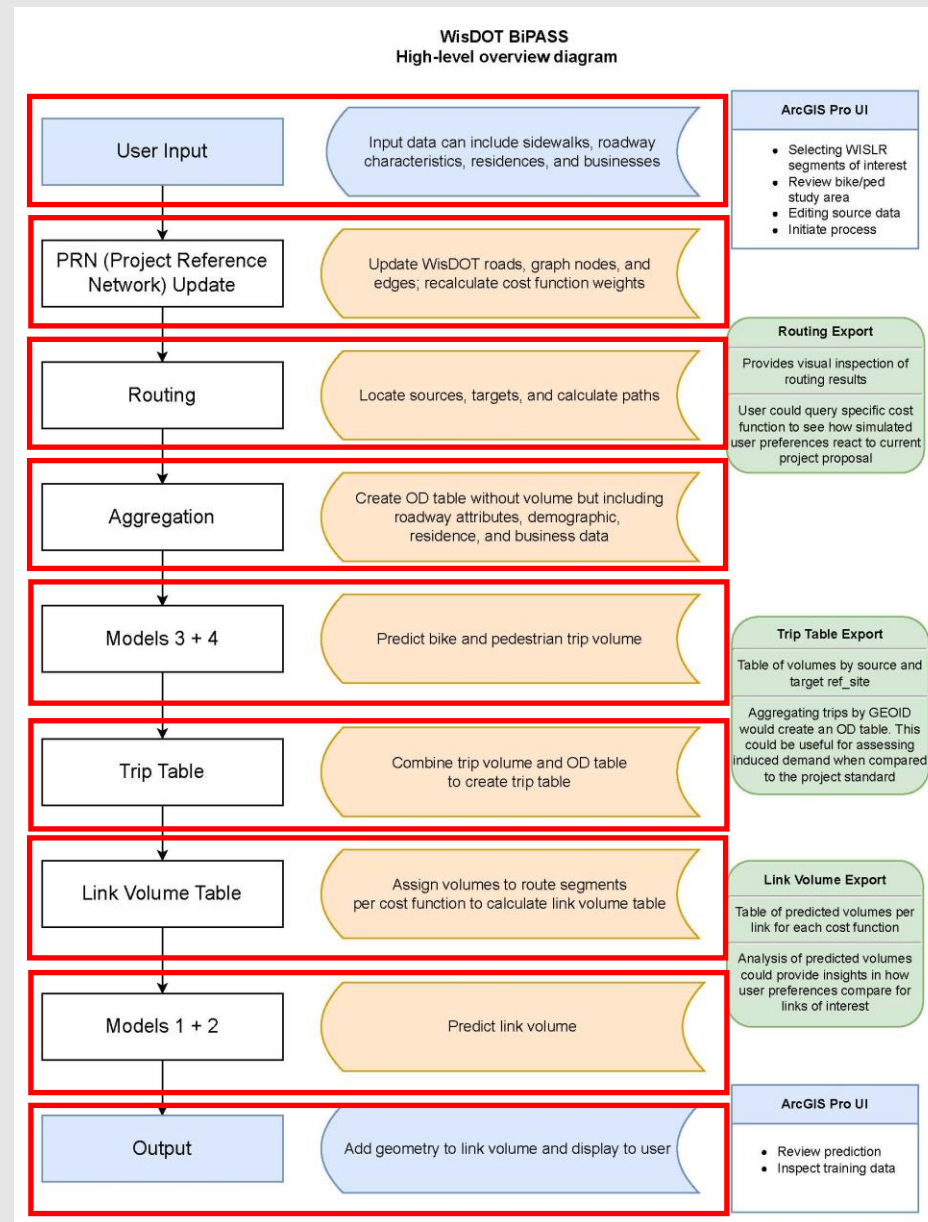 WisDOT BiPASS
High-level overview diagram
User Input
Input data can include sidewalks, roadway
characteristics, residences, and businesses
ArcGIS Pro UI
Selecting WISLR
segments of interest
Review bike/ped
study area
Editing source data
Initiate process
PRN (Project Reference
Network) Update
Update WisDOT roads, graph nodes, and
edges; recalculate cost function weights
Routing
Locate sources, targets, and calculate paths
Routing Export
Provides visual inspection of
routing results
User could query specific cost
function to see how simulated
user preferences react to current
project proposal
Aggregation
Create OD table without volume but including
roadway attributes, demographic,
residence, and business data
Models 3 + 4
Predict bike and pedestrian trip volume
Trip Table Export
Table of volumes by source and
target ref_site
Aggregating trips by GEOID
would create an OD table. This
could be useful for assessing
induced demand when compared
to the project standard
Trip Table
Combine trip volume and OD table
to create trip table
Link Volume Table
Assign volumes to route segments
per cost function to calculate link volume table
Link Volume Export
Table of predicted volumes per
link for each cost function
Analysis of predicted volumes
could provide insights in how
user preferences compare for
links of interest
Models 1 + 2
Predict link volume
Output
Add geometry to link volume and display to user
ArcGIS Pro UI
Review prediction
Inspect training data